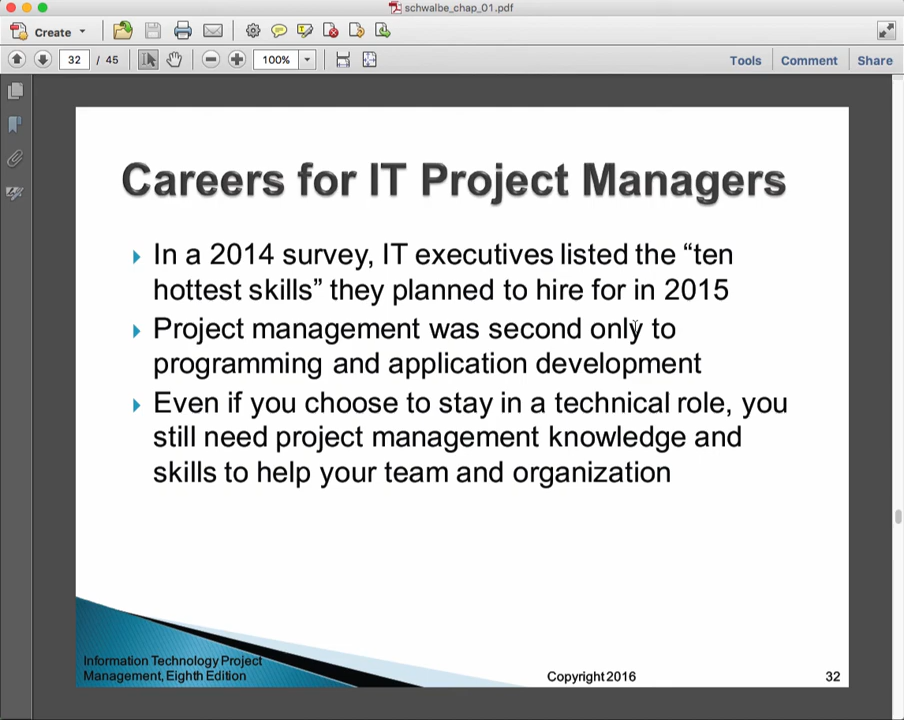 schwalbe_chap_01.pdf
Create
32 / 45
100%
Tools Comment Share
Careers for IT Project Managers
In a 2014 survey, IT executives listed the “ten
hottest skills” they planned to hire for in 2015
Project management was second only to
programming and application development
Even if you choose to stay in a technical role, you
still need project management knowledge and
skills to help your team and organization
Information Technology Project
Management, Eighth Edition
Copyright 2016
32